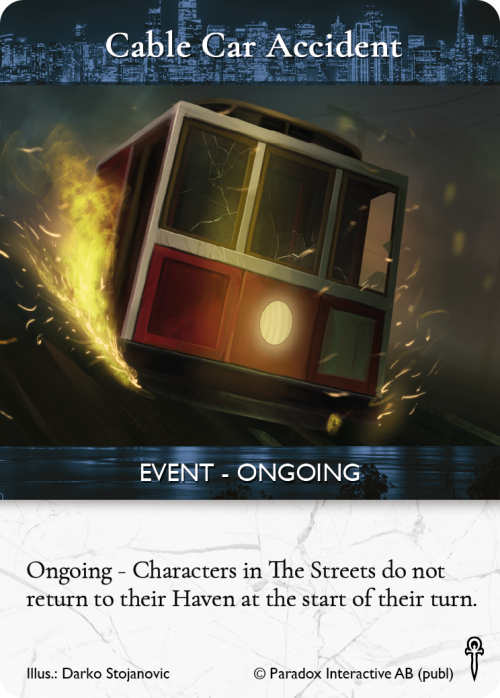 Cable Car Accident
EVENT - ONGOING
Ongoing - Characters in The Streets do not
return to their Haven at the start of their turn.
Illus.: Darko Stojanovic © Paradox Interactive AB (publ)